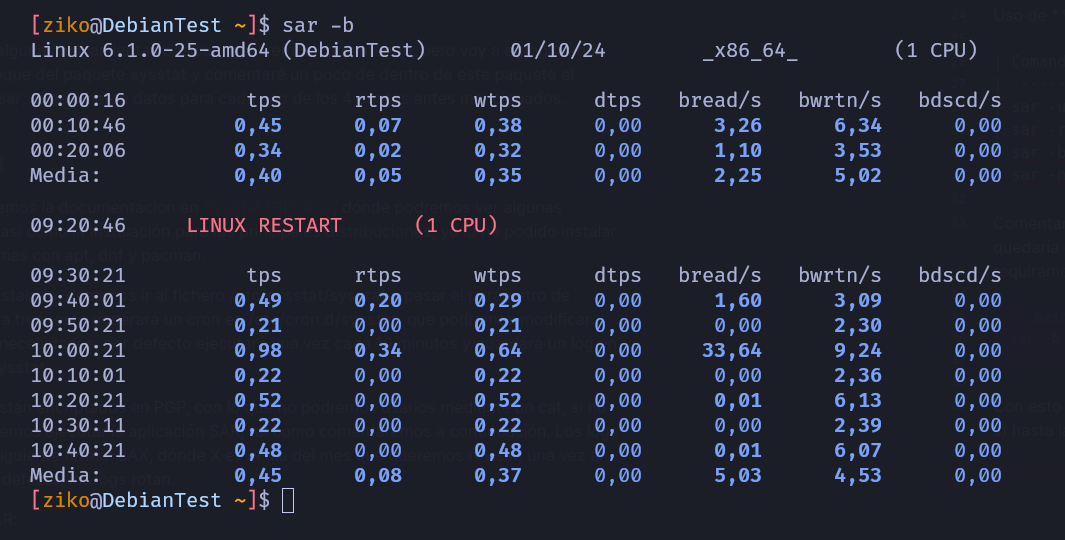 [ziko@DebianTest ~]$ sar -b
Linux 6.1.0-25-amd64 (DebianTest) 01/10/24 _x86_64_ (1 CPU)
00:00:16 tps rtps wtps dtps bread/s bwrtn/s bdscd/s
00:10:46 0,45 0,07 0,38 0,00 3,26 6,34 0,00
00:20:06 0,34 0,02 0,32 0,00 1,10 3,53 0,00
Media: 0,40 0,05 0,35 0,00 2,25 5,02 0,00
09:20:46 LINUX RESTART (1 CPU)
09:30:21 tps rtps wtps dtps bread/s bwrtn/s bdscd/s
09:40:01 0,49 0,20 0,29 0,00 1,60 3,09 0,00
09:50:21 0,21 0,00 0,21 0,00 0,00 2,30 0,00
10:00:21 0,98 0,34 0,64 0,00 33,64 9,24 0,00
10:10:01 0,22 0,00 0,22 0,00 0,00 2,36 0,00
10:20:21 0,52 0,00 0,52 0,00 0,01 6,13 0,00
10:30:11 0,22 0,00 0,22 0,00 0,00 2,39 0,00
10:40:21 0,48 0,00 0,48 0,00 0,01 6,07 0,00
Media: 0,45 0,08 0,37 0,00 5,03 4,53 0,00
[ziko@DebianTest ~]$